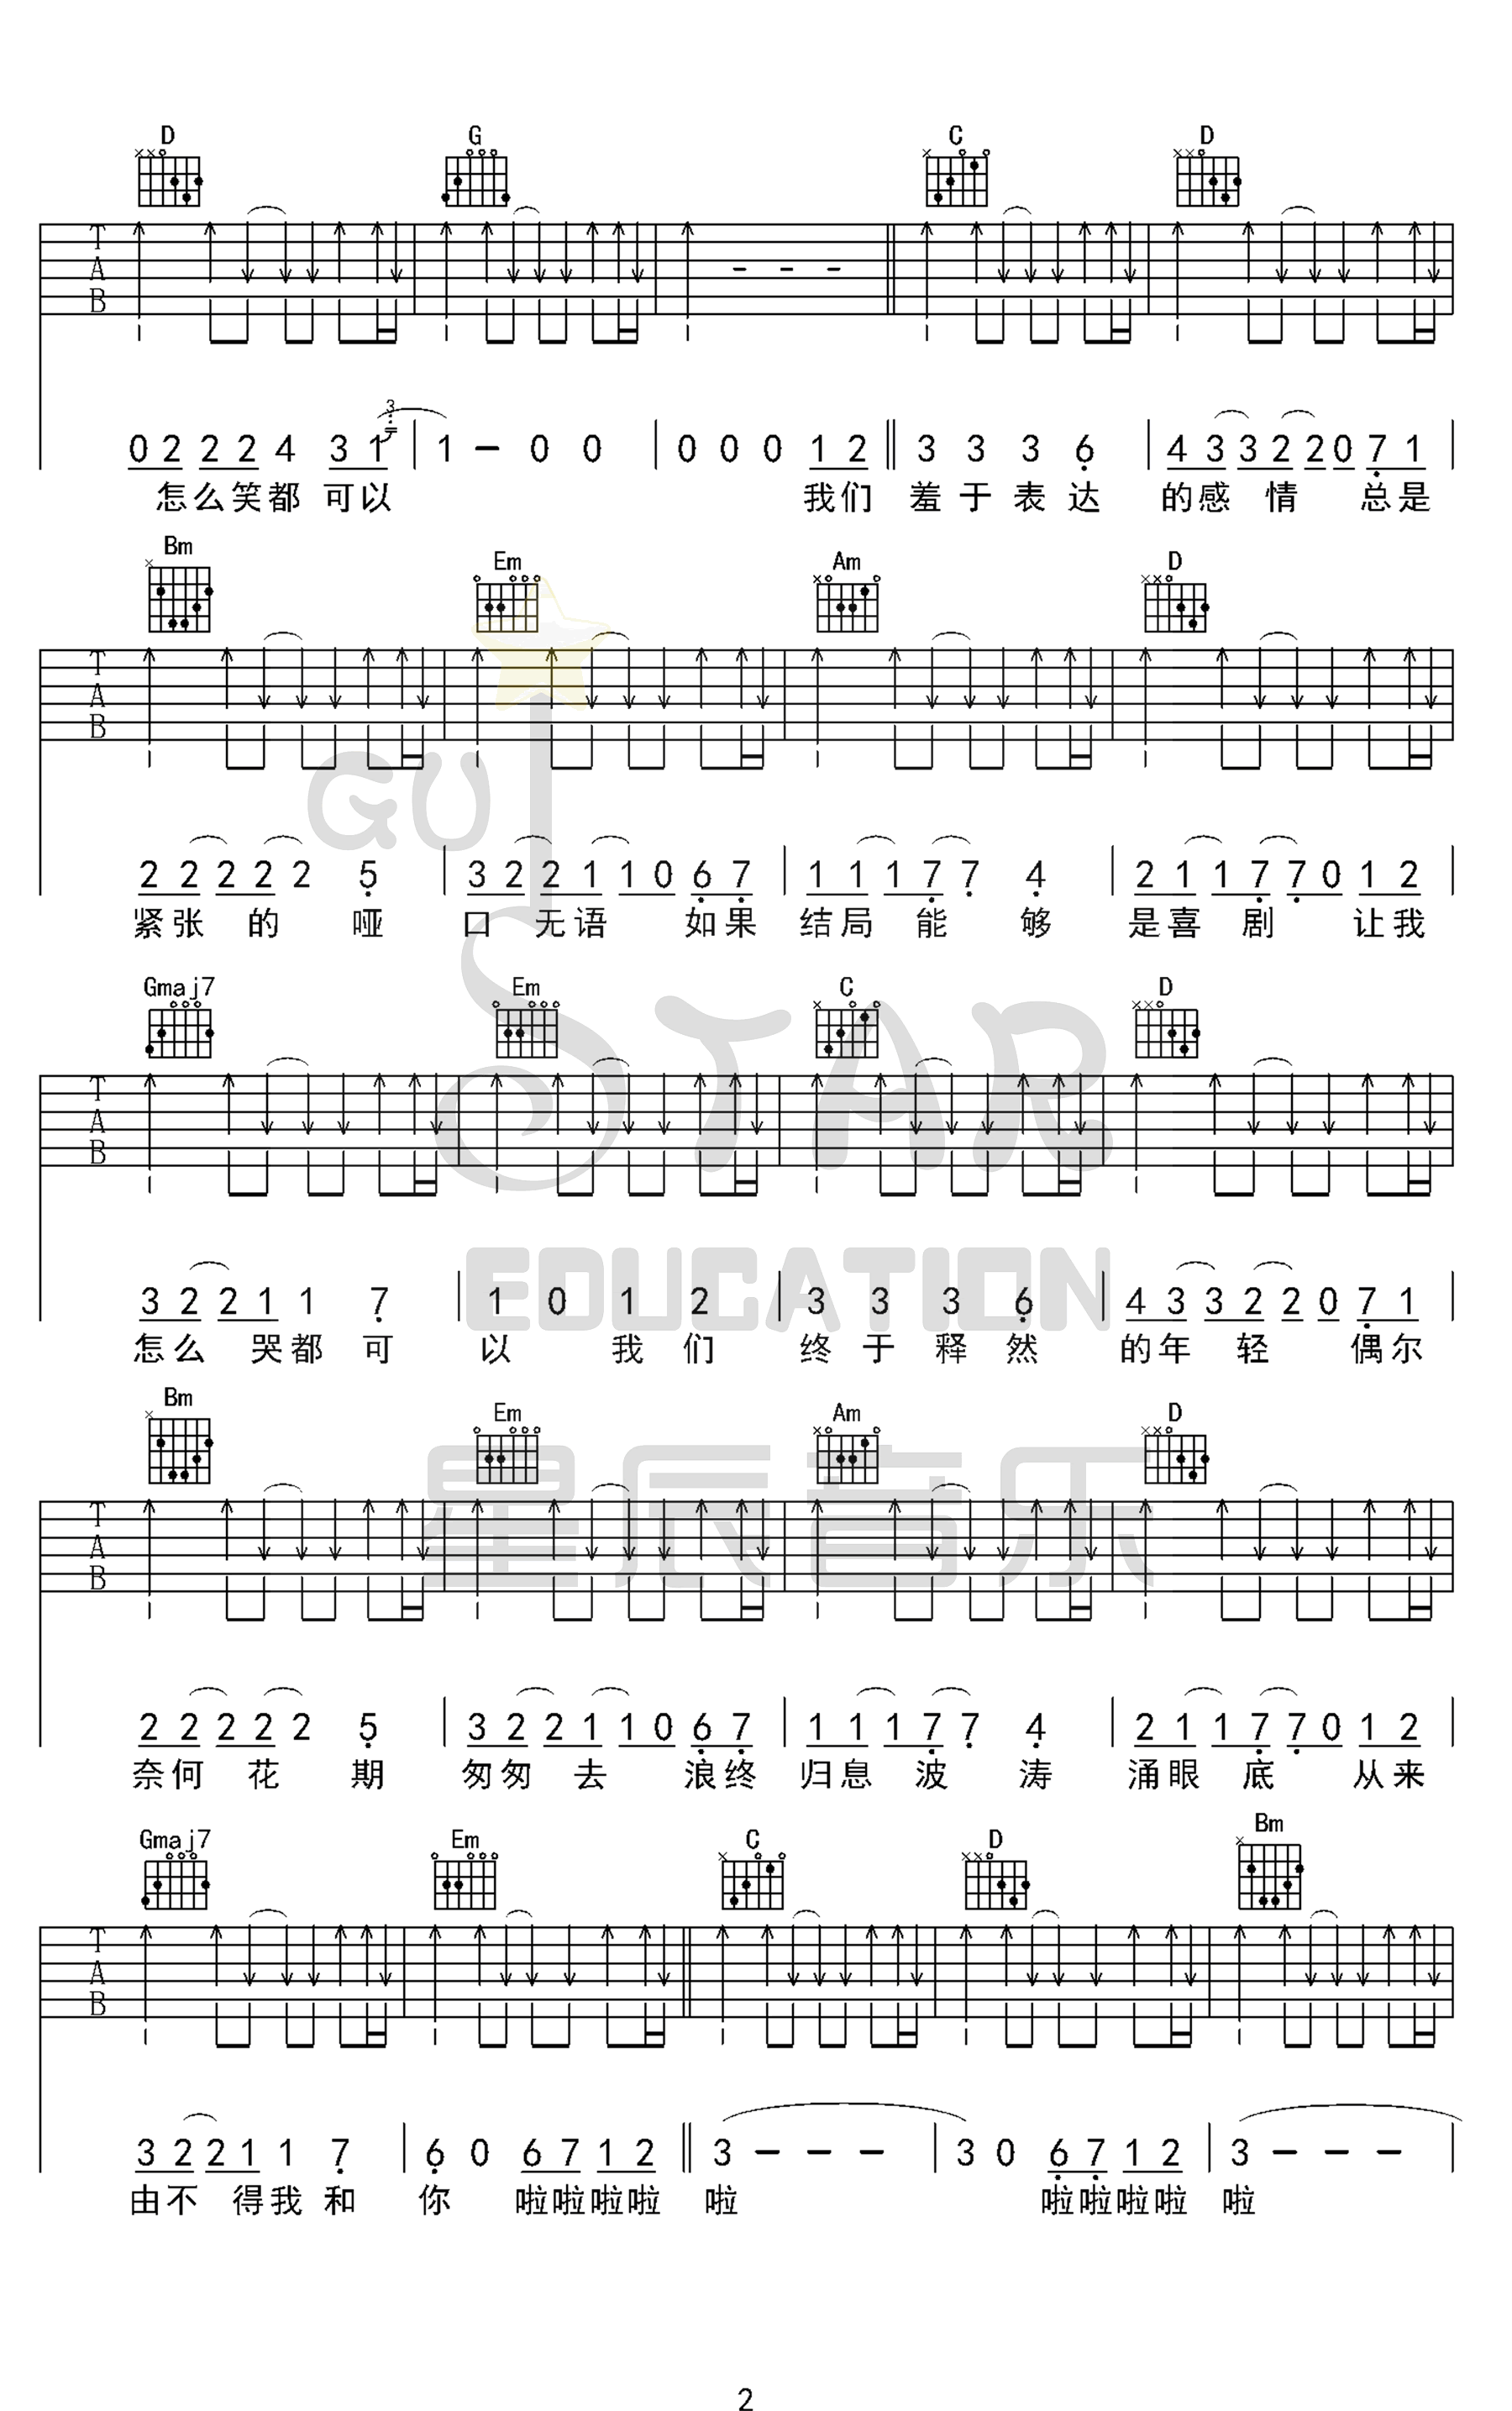 D G C D
T A B
0 2 2 2 4 3 1 3 1 - 0 0 0 0 0 1 2 3 3 3 6 4 3 3 2 2 0 7 1
怎么笑都 可以 我们 羞于表达 的感情 总是
Bm Em Am D
T A B
2 2 2 2 2 5 3 2 2 1 1 0 6 7 1 1 1 7 7 4 2 1 1 7 7 0 1 2
紧张的哑 口无语 如果 结局能够 是喜剧 让我
Gmaj7 Em C D
T A B
3 2 2 1 1 7 1 0 1 2 3 3 3 6 4 3 3 2 2 0 7 1
怎么哭都可 以 我们 终于释然 的年轻 偶尔
Bm Em Am D
T A B
2 2 2 2 2 5 3 2 2 1 1 0 6 7 1 1 1 7 7 4 2 1 1 7 7 0 1 2
奈何花期 匆匆去 浪终 归息波涛 涌眼底 从来
Gmaj7 Em C D Bm
T A B
3 2 2 1 1 7 6 0 6 7 1 2 3 - - - 3 0 6 7 1 2 3 - - -
由不得我和 你 啦啦啦啦 啦 啦啦啦啦 啦
GUISTAR
EDUCATION
星辰音乐
2